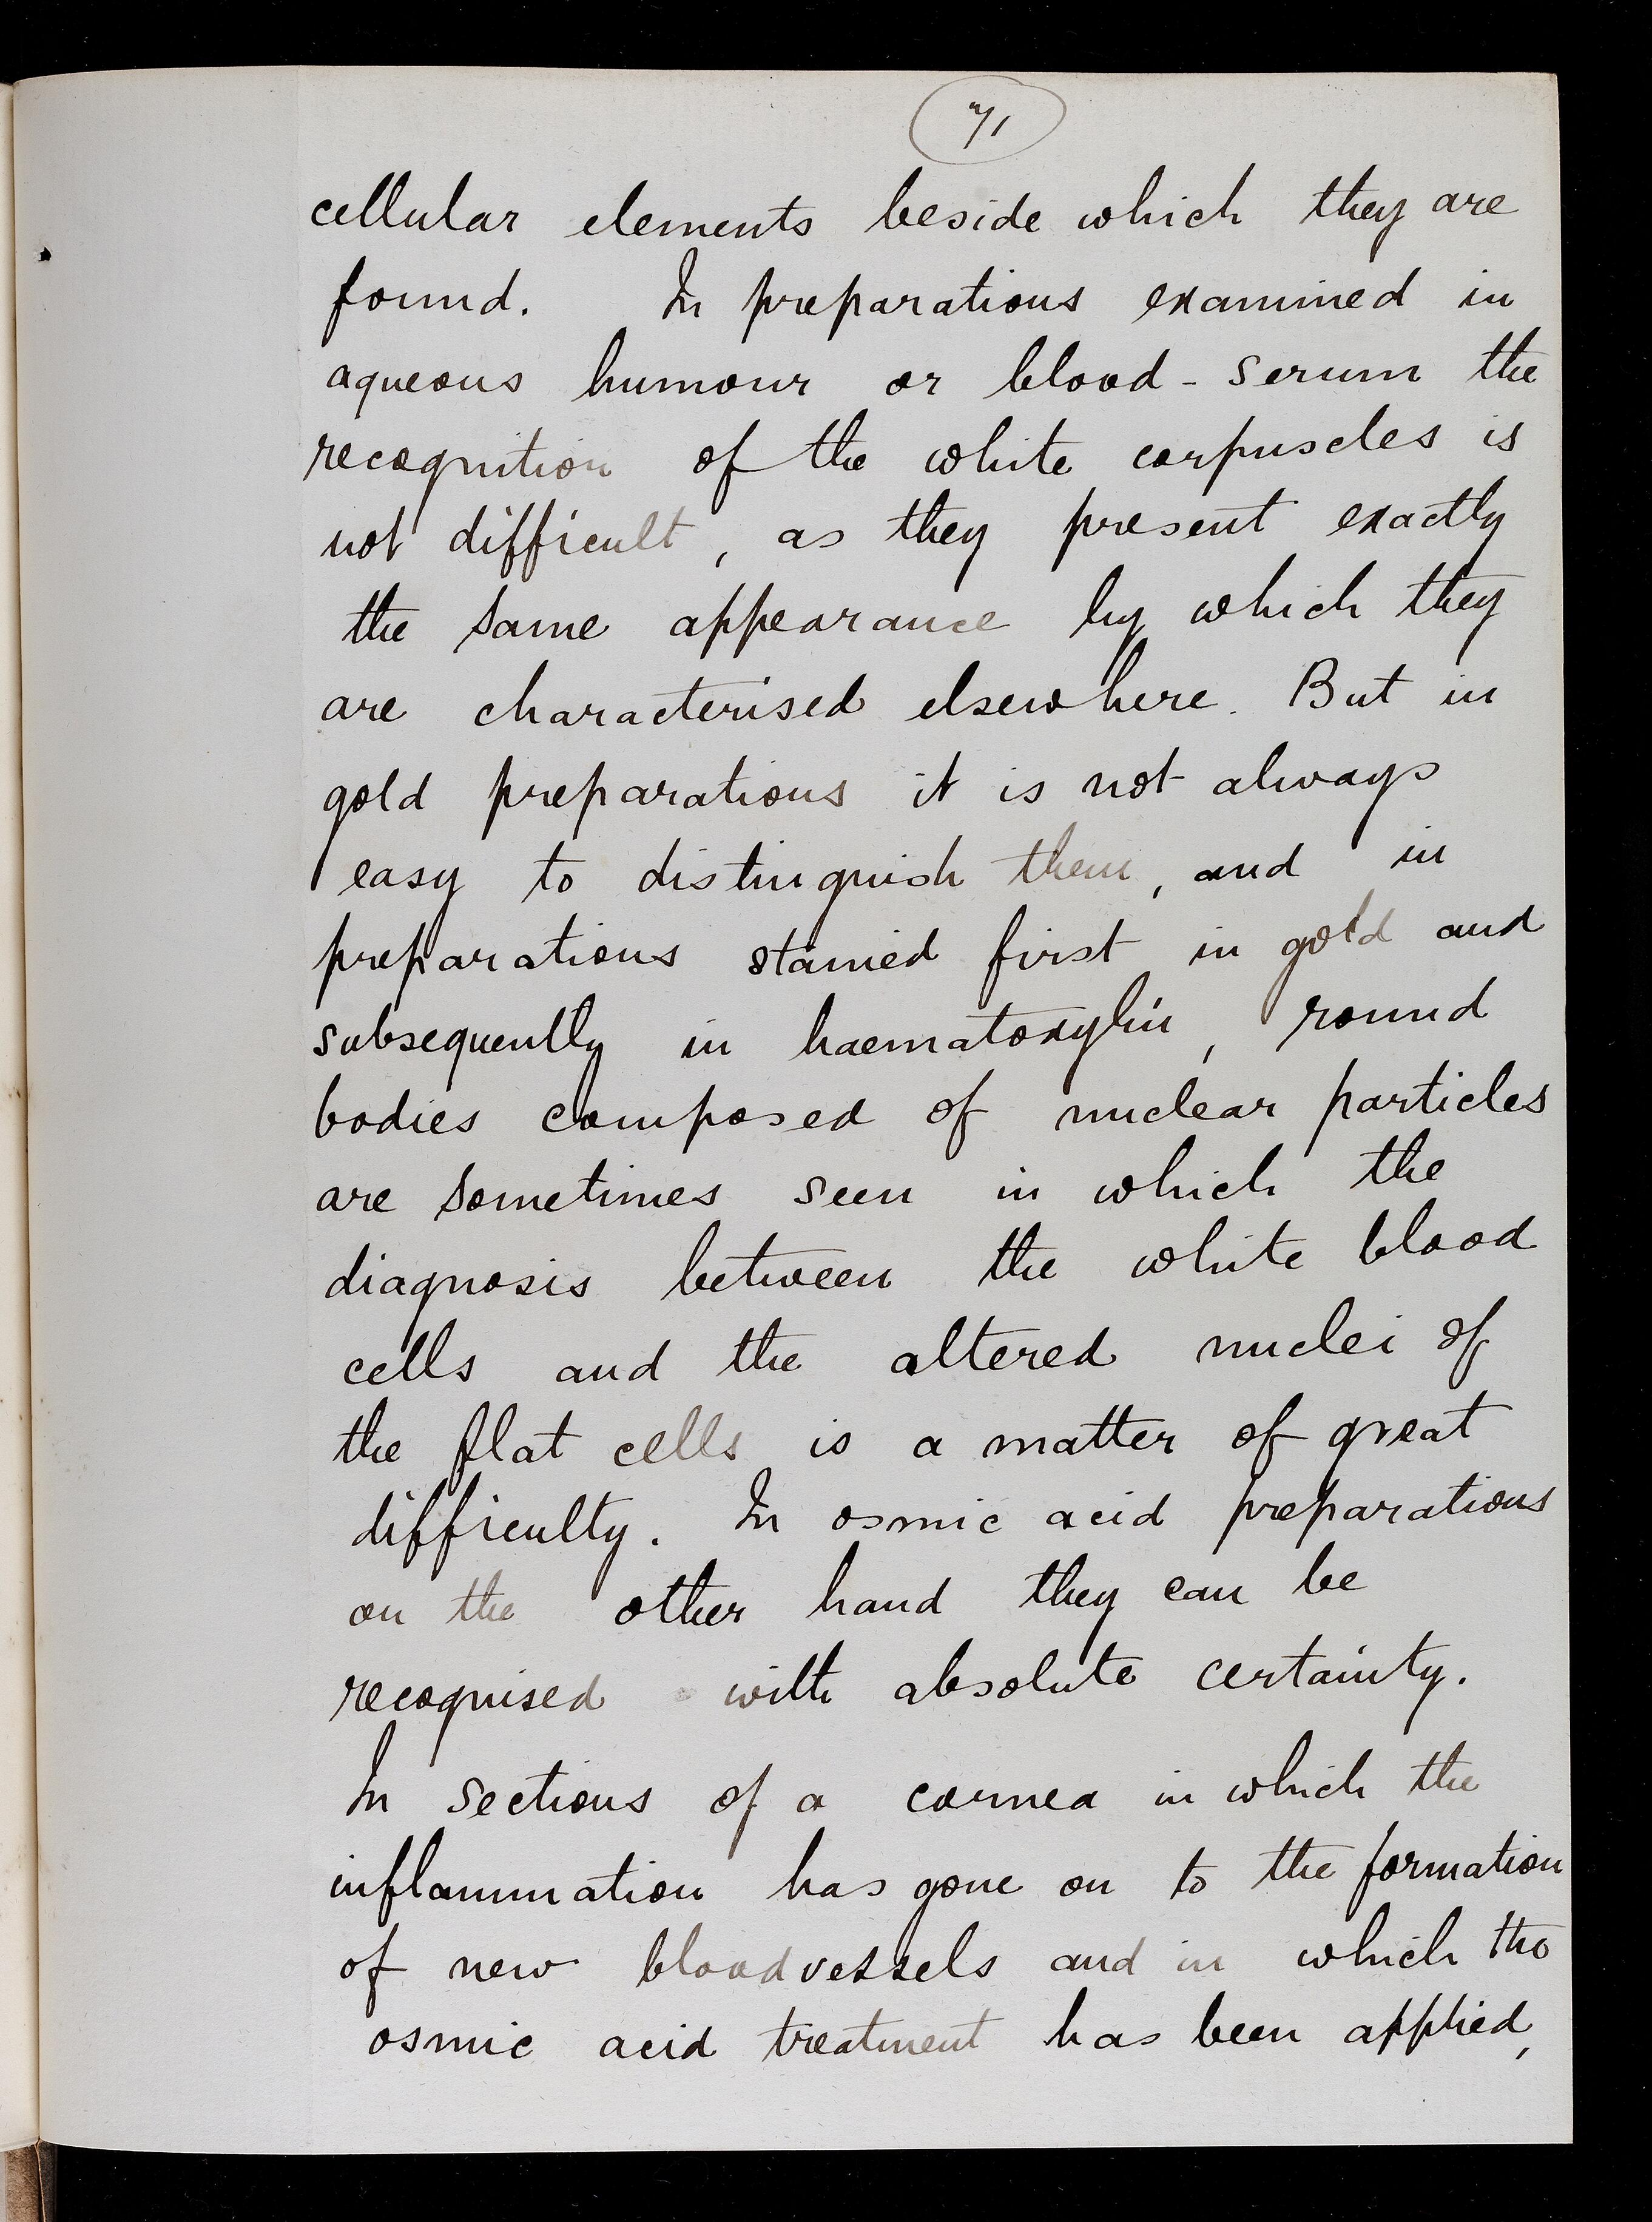 71
cellular elements beside which they are
found. In preparations examined in
aqueous humour or blood-serum the
recognition of the white corpuscles is
not difficult, as they present exactly
the same appearance by which they
are characterised elsewhere. But in
gold preparations it is not always
easy to distinguish them, and in
preparations stained first in gold and
subsequently in haematoxylin, round
bodies composed of nuclear particles
are sometimes seen in which the
diagnosis between the white blood
cells and the altered nuclei of
the flat cells is a matter of great
difficulty. In osmic acid preparations
on the other hand they can be
recognised with absolute certainty.
In sections of a cornea in which the
inflammation has gone on to the formation
of new bloodvessels and in which the
osmic acid treatment has been applied,